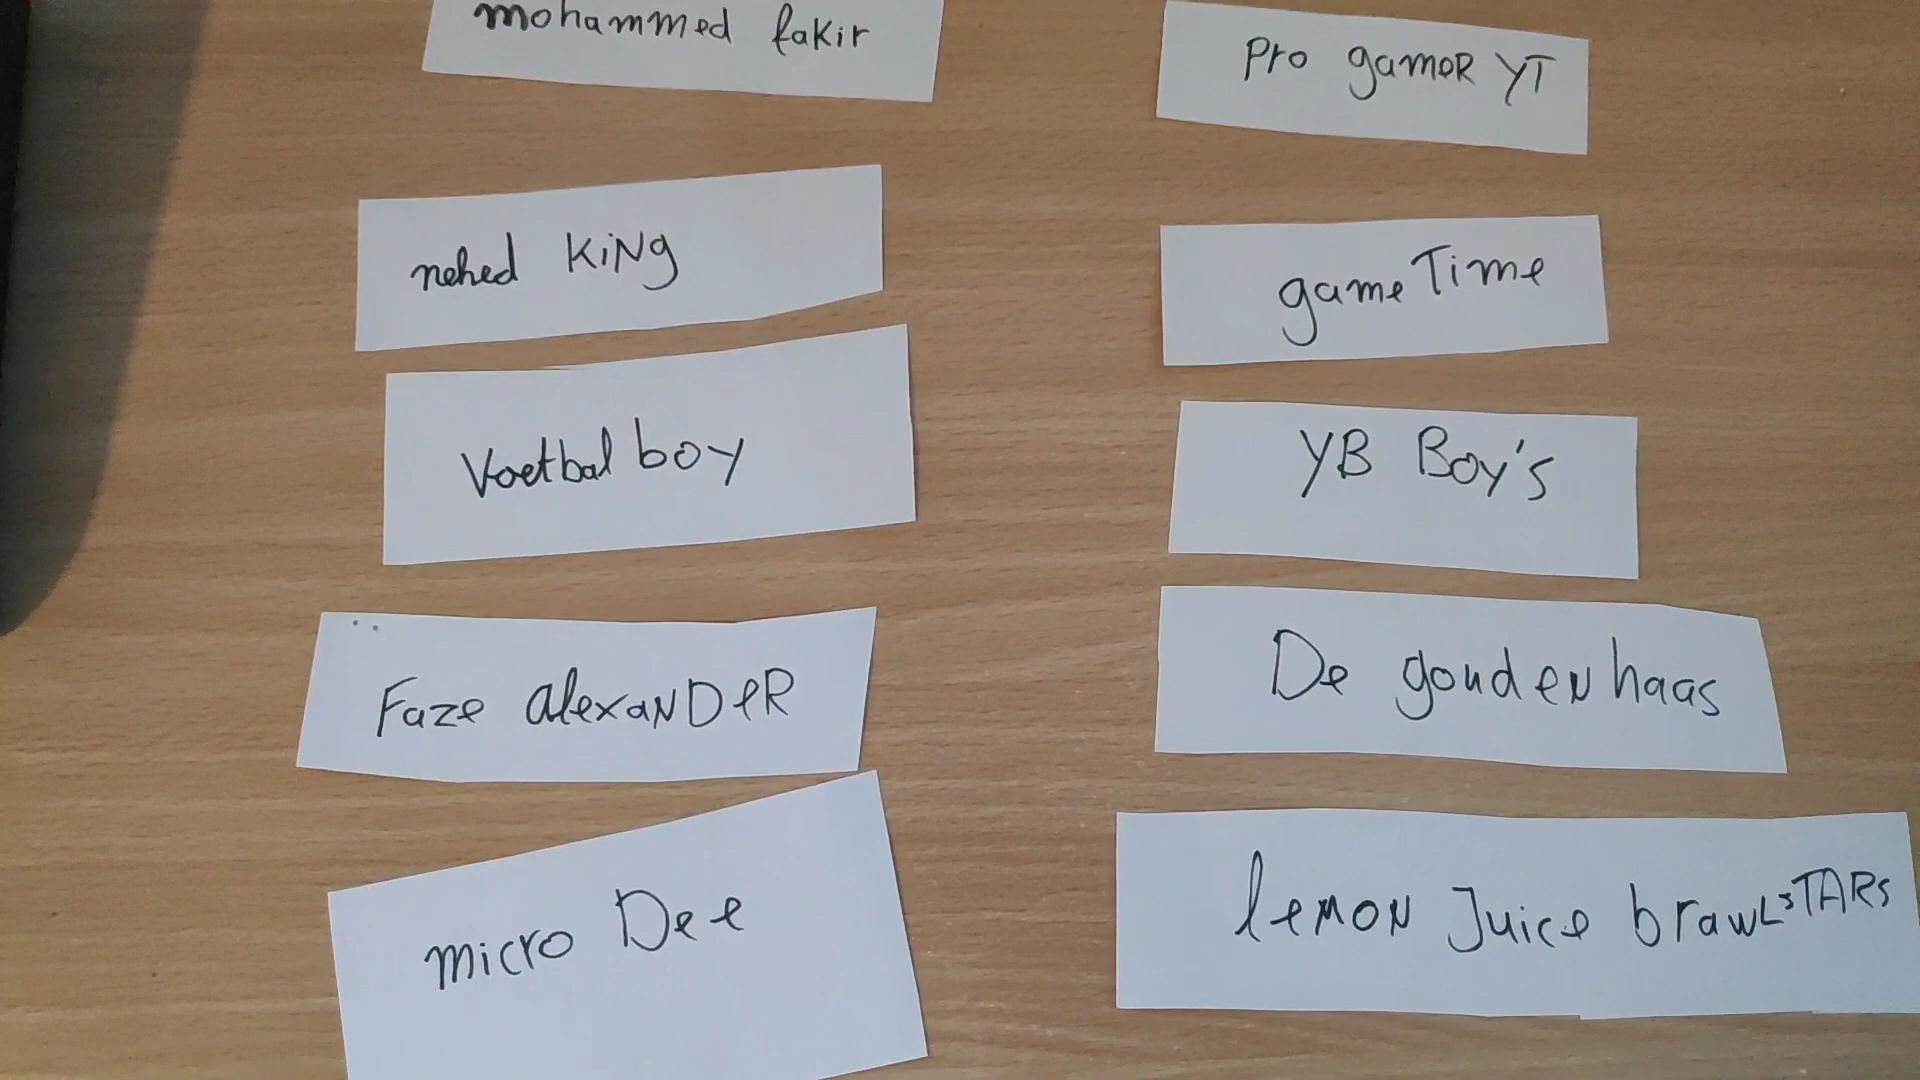 mohammed fakir
Pro gameR YT
nehed KiNg
game Time
Voetbal boy
YB Boy's
Faze alexaNDeR
De gouden haas
micro Dee
lemoN Juice brawLsTARs